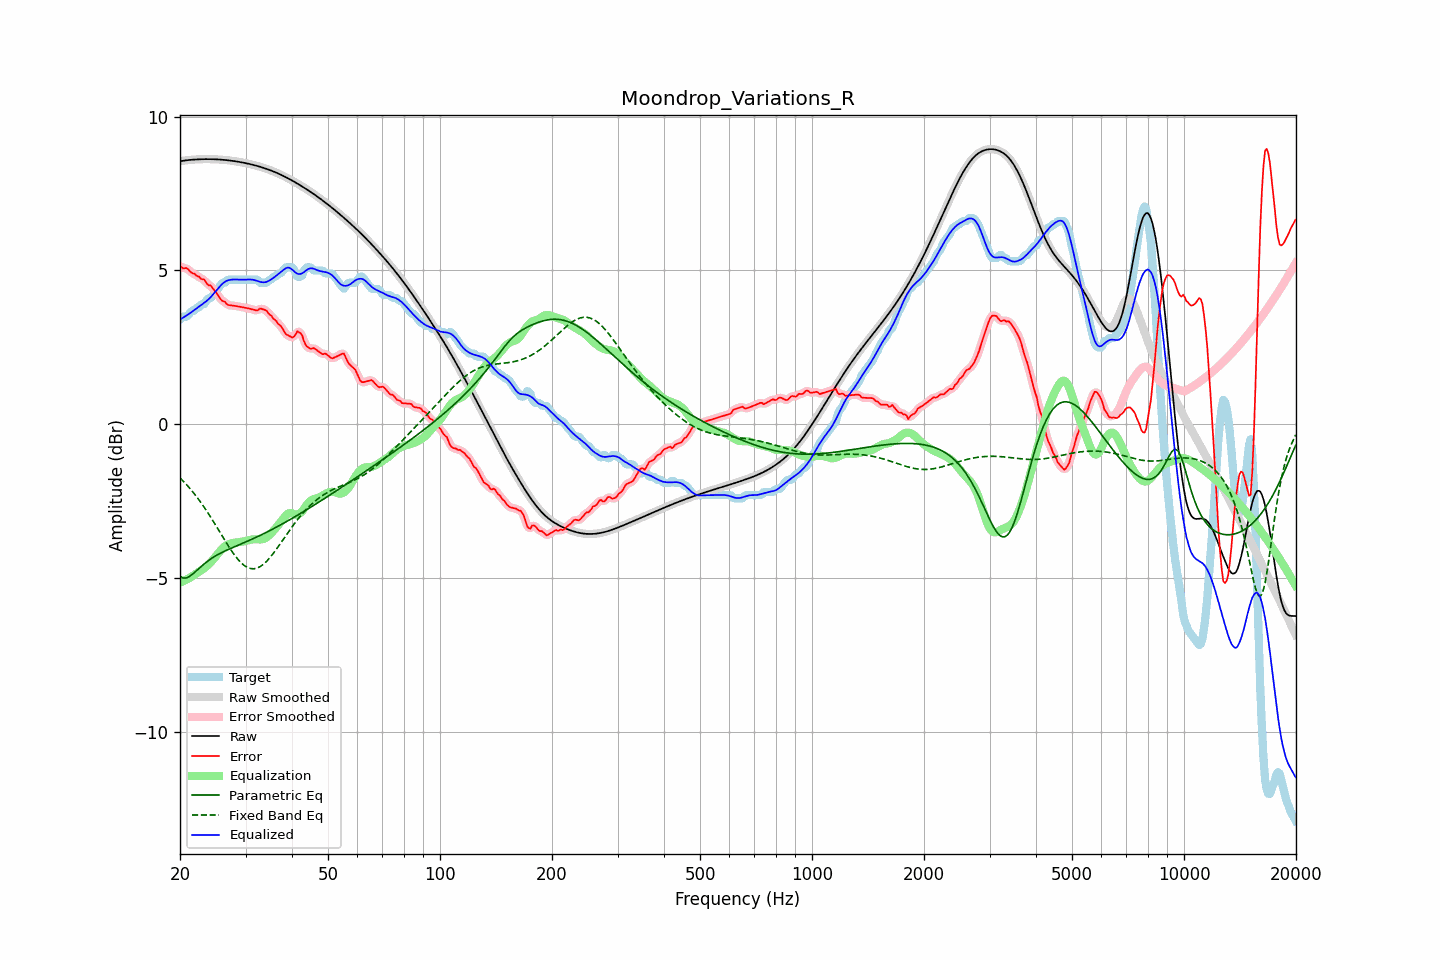 Moondrop_Variations_R
Amplitude (dBr)
10
5
0
−5
−10
Target
Raw Smoothed
Error Smoothed
Raw
Error
Equalization
Parametric Eq
Fixed Band Eq
Equalized
20 50 100 200 500 1000 2000 5000 10000 20000
Frequency (Hz)